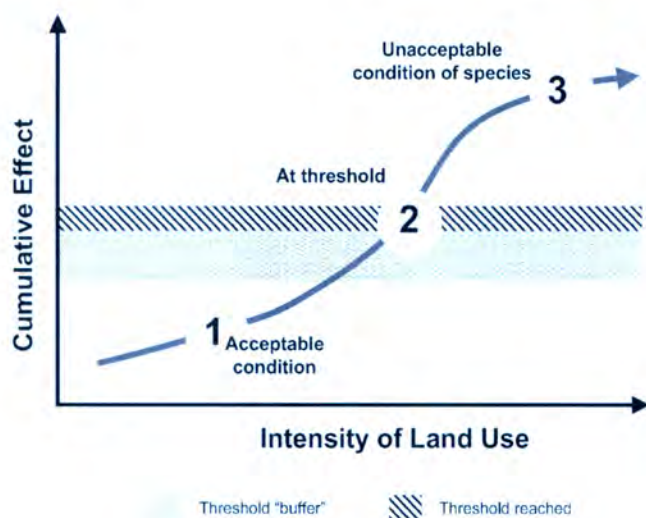 Unacceptable
condition of species
3
At threshold
2
1
Acceptable
condition
Cumulative Effect
Intensity of Land Use
Threshold "buffer"
Threshold reached